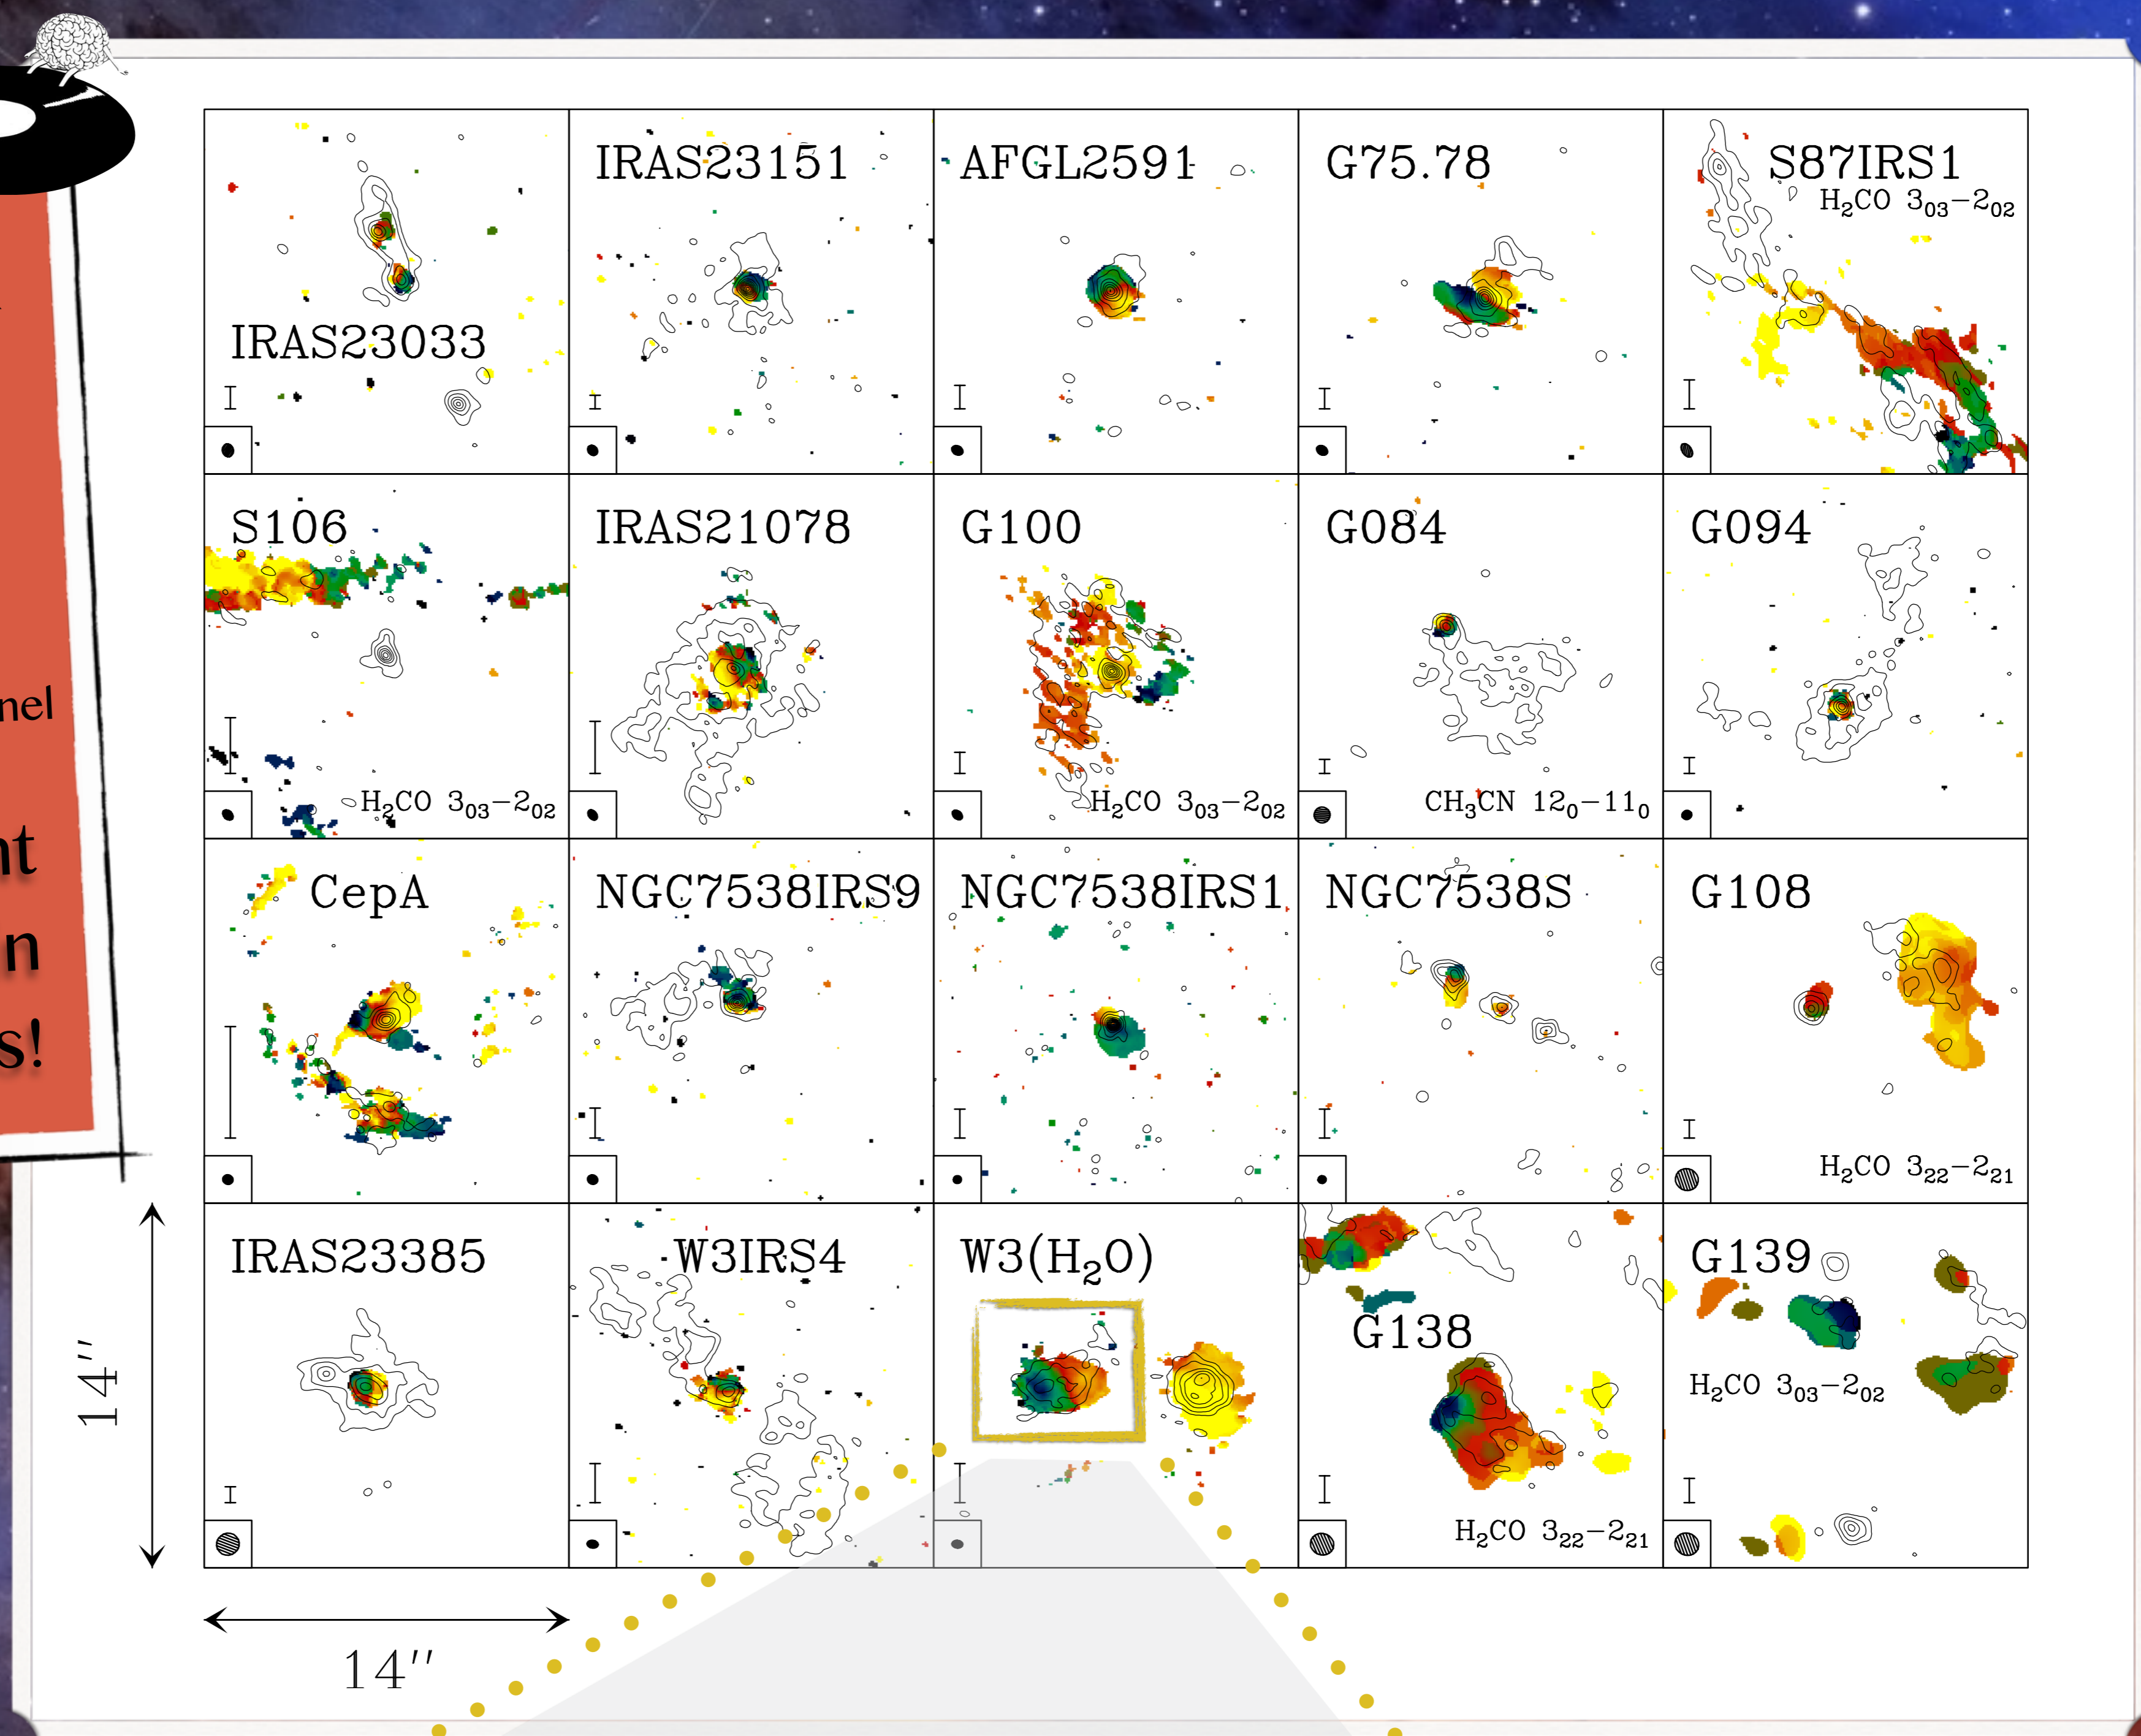 IRAS23033
IRAS23151
AFGL2591
G75.78
S87IRS1
H₂CO 3₀₃−2₀₂
S106
H₂CO 3₀₃−2₀₂
IRAS21078
G100
H₂CO 3₀₃−2₀₂
G084
CH₃CN 12₀−11₀
G094
CepA
NGC7538IRS9
NGC7538IRS1
NGC7538S
G108
H₂CO 3₂₂−2₂₁
IRAS23385
W3IRS4
W3(H₂O)
G138
H₂CO 3₂₂−2₂₁
G139
H₂CO 3₀₃−2₀₂
14″
14″